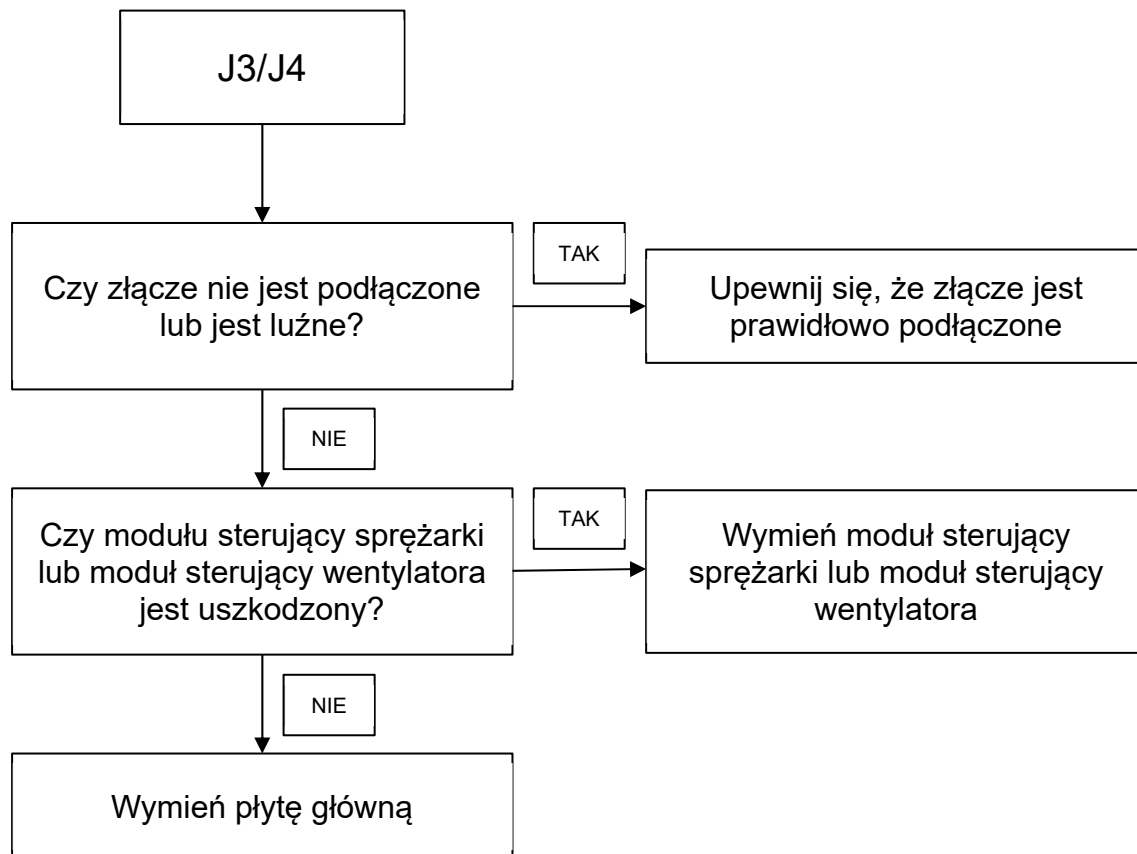 J3/J4
Czy złącze nie jest podłączone
lub jest luźne?
TAK
Upewnij się, że złącze jest
prawidłowo podłączone
NIE
Czy modułu sterujący sprężarki
lub moduł sterujący wentylatora
jest uszkodzony?
TAK
Wymień moduł sterujący
sprężarki lub moduł sterujący
wentylatora
NIE
Wymień płytę główną